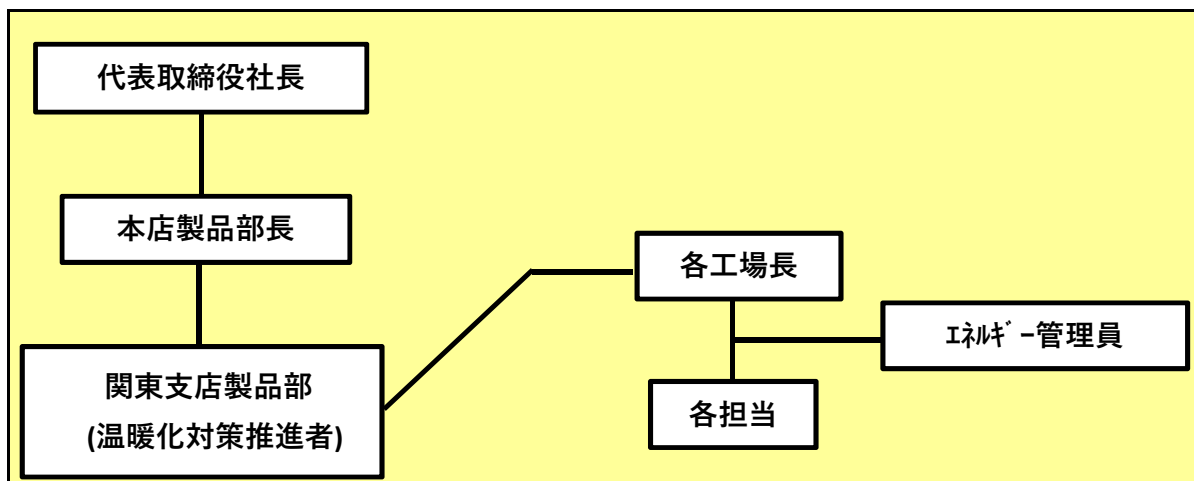 代表取締役社長
本店製品部長
関東支店製品部
(温暖化対策推進者)
各工場長
ｴﾈﾙｷﾞｰ管理員
各担当